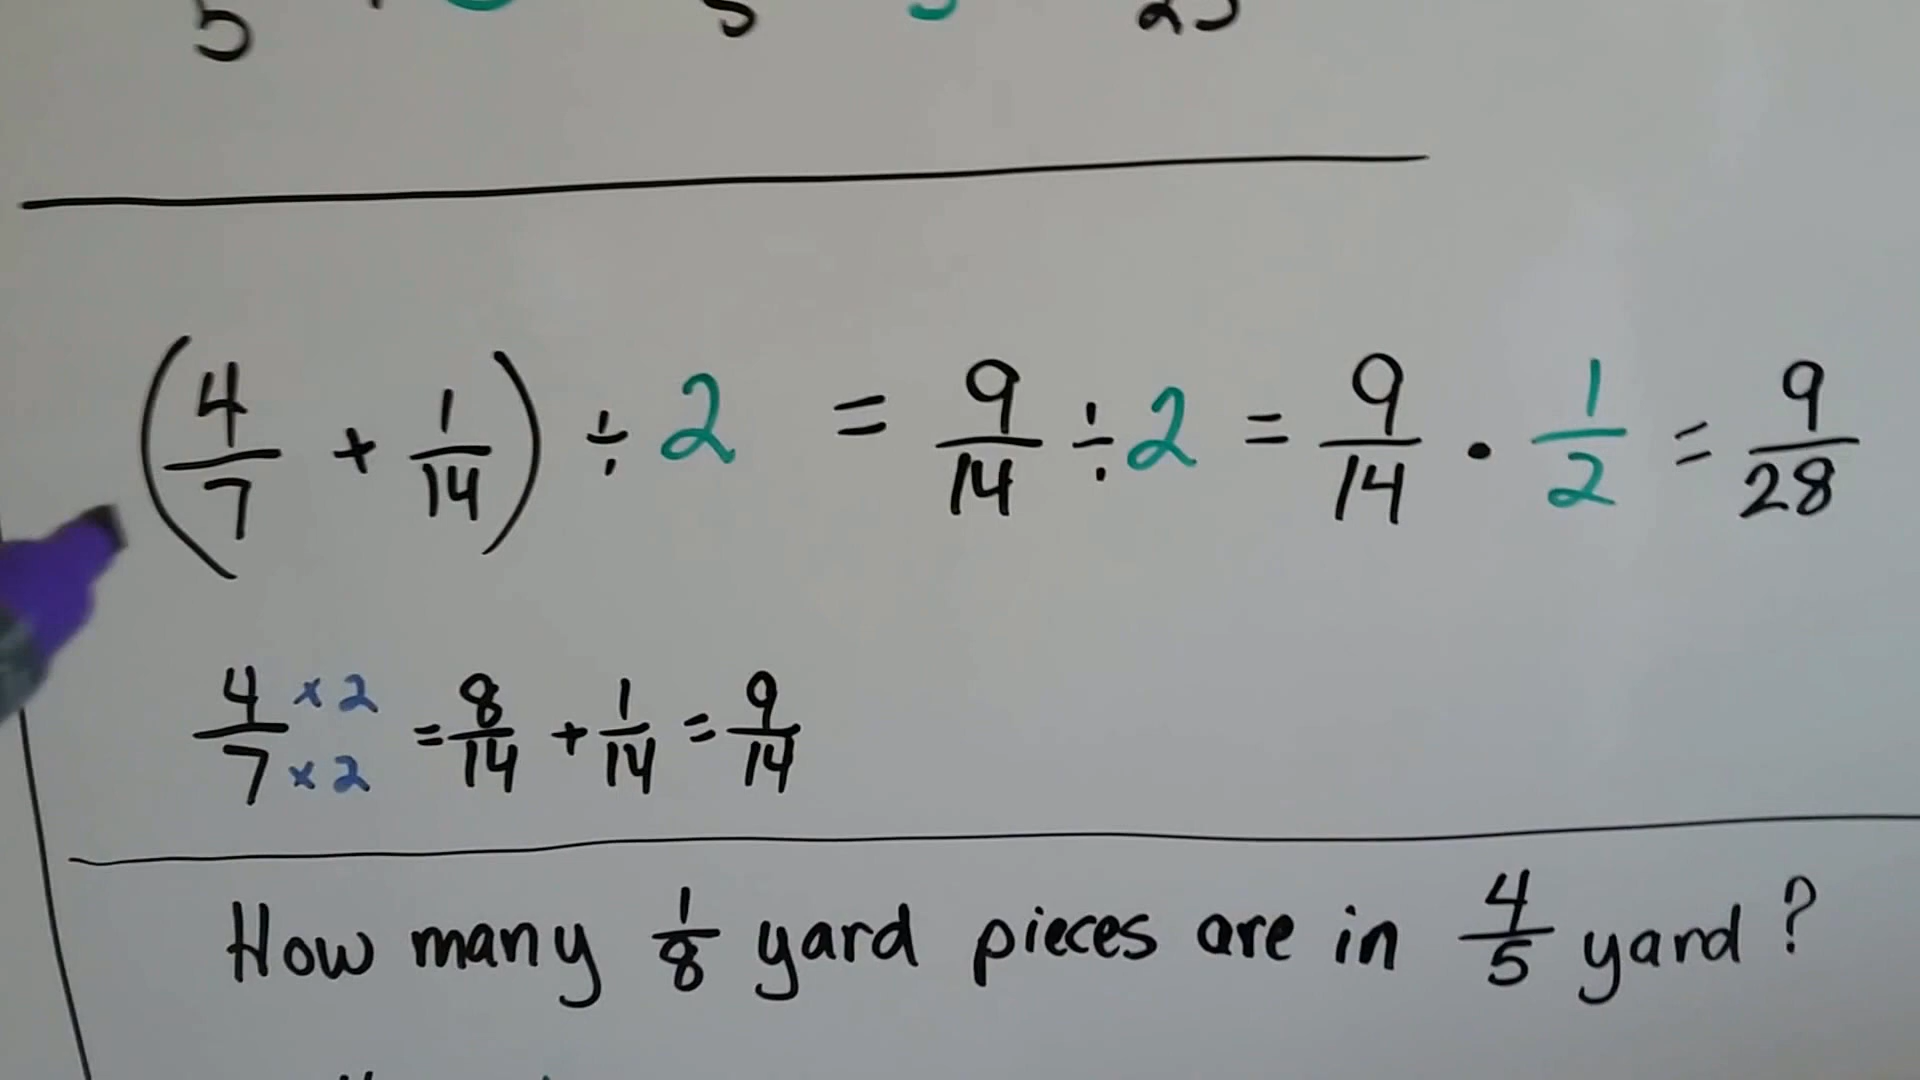 (4/7 + 1/14) ÷ 2 = 9/14 ÷ 2 = 9/14 · 1/2 = 9/28
4/7 ×2 ×2 = 8/14 + 1/14 = 9/14
How many 1/8 yard pieces are in 4/5 yard?